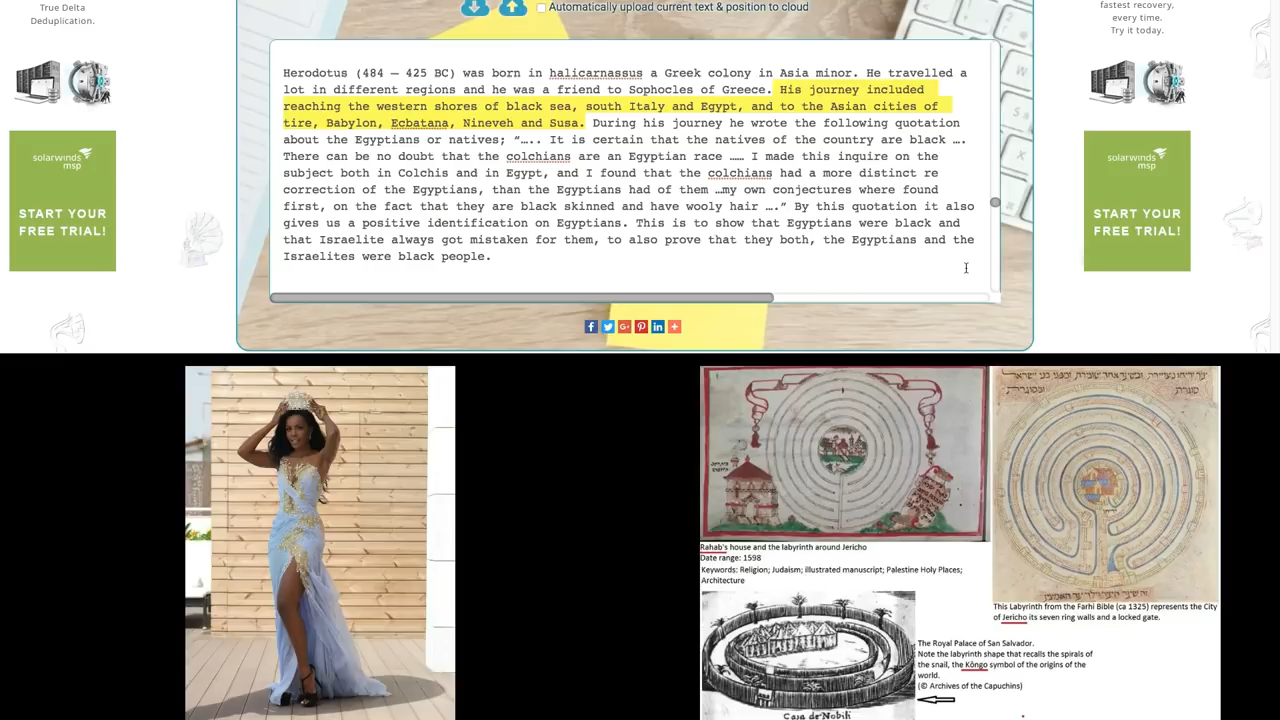 True Delta
Deduplication.
fastest recovery,
every time.
Try it today.
Automatically upload current text & position to cloud
Herodotus (484 – 425 BC) was born in halicarnassus a Greek colony in Asia minor. He travelled a
lot in different regions and he was a friend to Sophocles of Greece. His journey included
reaching the western shores of black sea, south Italy and Egypt, and to the Asian cities of
tire, Babylon, Ecbatana, Nineveh and Susa. During his journey he wrote the following quotation
about the Egyptians or natives; “….. It is certain that the natives of the country are black ….
There can be no doubt that the colchians are an Egyptian race …… I made this inquire on the
subject both in Colchis and in Egypt, and I found that the colchians had a more distinct re
correction of the Egyptians, than the Egyptians had of them …my own conjectures where found
first, on the fact that they are black skinned and have wooly hair ….” By this quotation it also
gives us a positive identification on Egyptians. This is to show that Egyptians were black and
that Israelite always got mistaken for them, to also prove that they both, the Egyptians and the
Israelites were black people.
solarwinds
msp
START YOUR
FREE TRIAL!
solarwinds
msp
START YOUR
FREE TRIAL!
Rahab's house and the labyrinth around Jericho
Date range: 1598
Keywords: Religion; Judaism; illustrated manuscript; Palestine Holy Places;
Architecture
This Labyrinth from the Farhi Bible (ca 1325) represents the City
of Jericho its seven ring walls and a locked gate.
The Royal Palace of San Salvador.
Note the labyrinth shape that recalls the spirals of
the snail, the Kôngo symbol of the origins of the
world.
(© Archives of the Capuchins)
Casa de Nobili